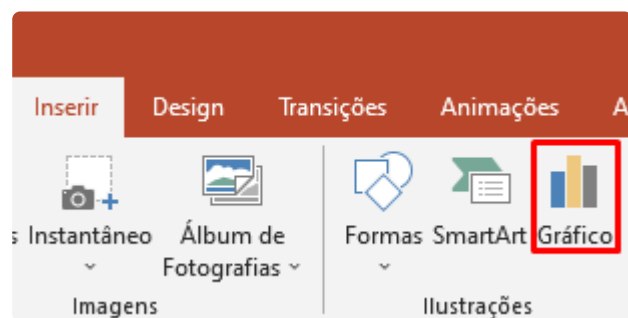 Inserir Design Transições Animações A
s Instantâneo Álbum de Fotografias Formas SmartArt Gráfico
Imagens Ilustrações